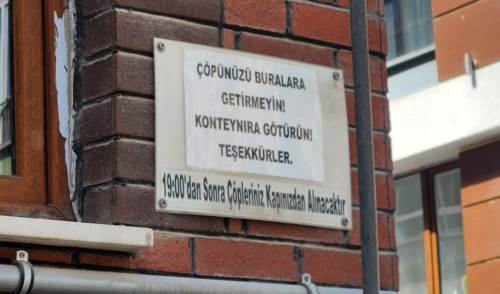 ÇÖPÜNÜZÜ BURALARA
GETİRMEYİN!
KONTEYNIRA GÖTÜRÜN!
TEŞEKKÜRLER.
19:00'dan Sonra Çöpleriniz Kapınızdan Alınacaktır